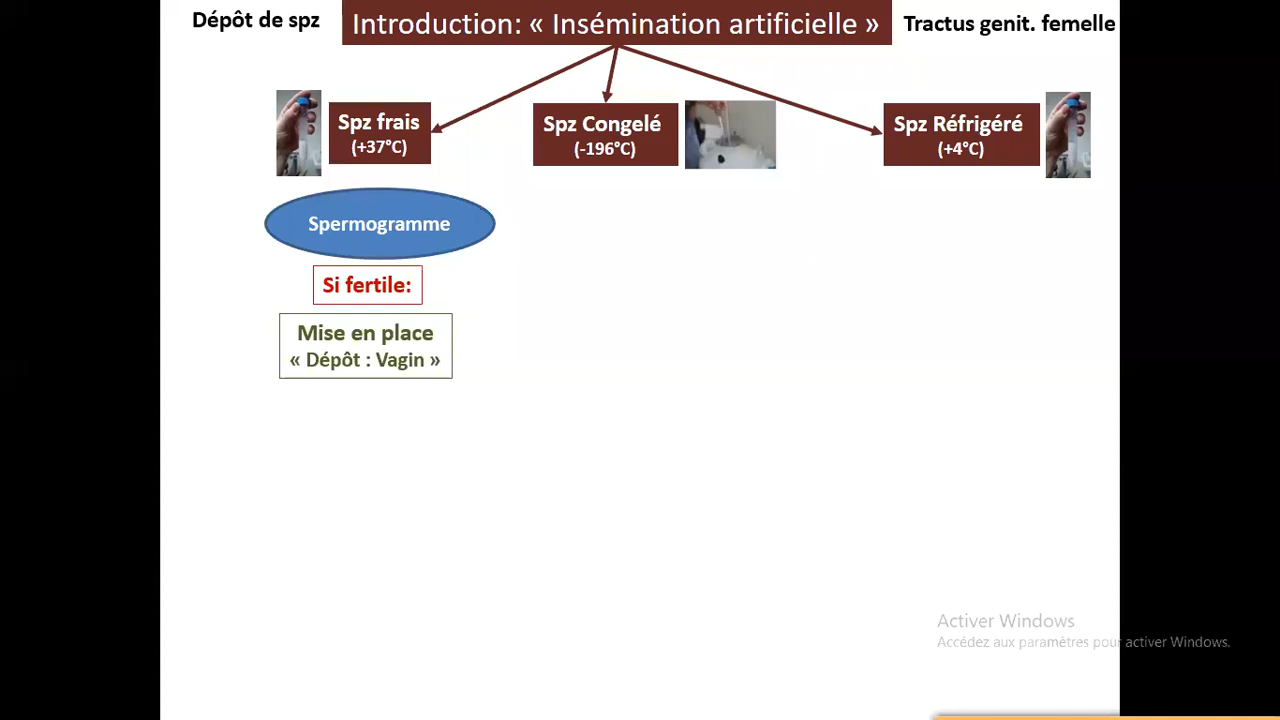 Dépôt de spz
Introduction: « Insémination artificielle »
Tractus genit. femelle
Spz frais
(+37°C)
Spz Congelé
(-196°C)
Spz Réfrigéré
(+4°C)
Spermogramme
Si fertile:
Mise en place
« Dépôt : Vagin »
Activer Windows
Accédez aux paramètres pour activer Windows.